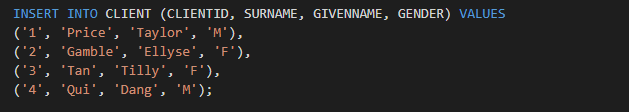 INSERT INTO CLIENT (CLIENTID, SURNAME, GIVENNAME, GENDER) VALUES
('1', 'Price', 'Taylor', 'M'),
('2', 'Gamble', 'Ellyse', 'F'),
('3', 'Tan', 'Tilly', 'F'),
('4', 'Qui', 'Dang', 'M');